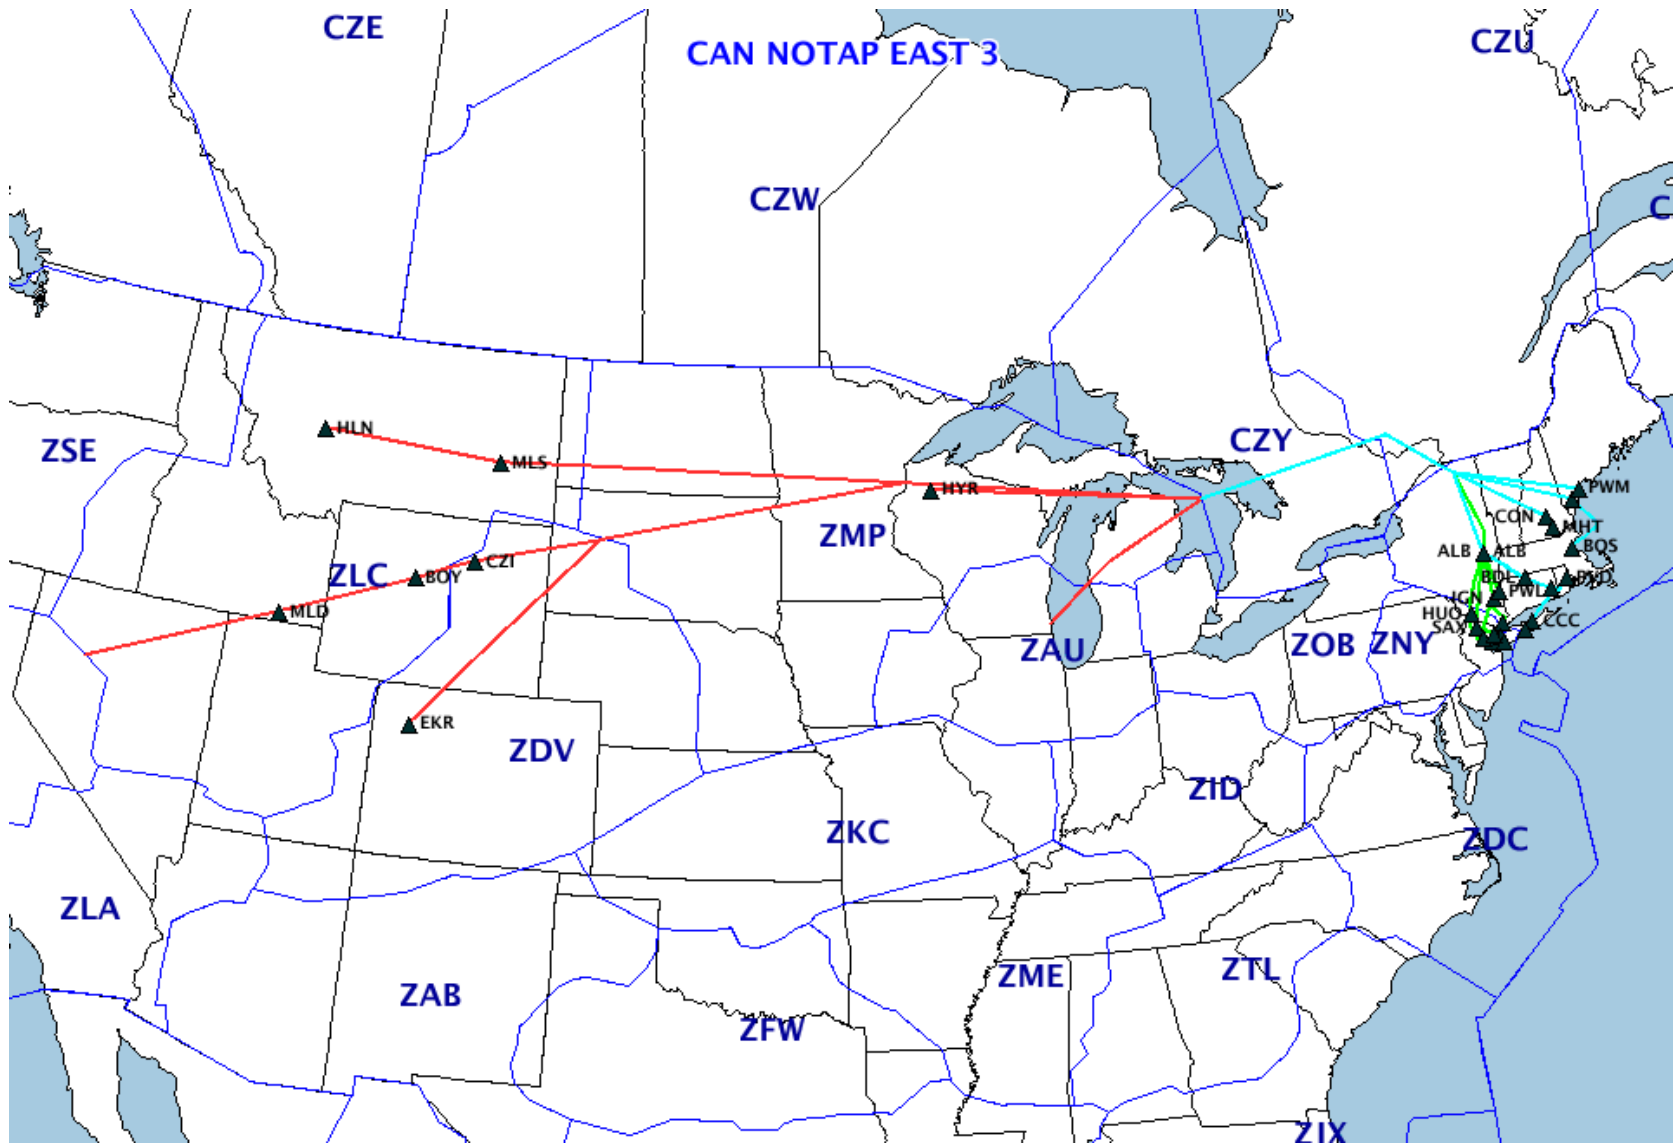 CZE
CAN NOTAP EAST 3
CZU
CZW
C
HLN
CZY
ZSE
MLS
HYR
PWM
CON
MHT
ZMP
BOS
ALB
ALB
CZI
ZLC
BOY
BDL
PVD
PWL
IGN
MLD
HUO
CCC
SAX
ZAU
ZOB
ZNY
EKR
ZDV
ZID
ZKC
ZDC
ZLA
ZTL
ZME
ZAB
ZFW
ZJX